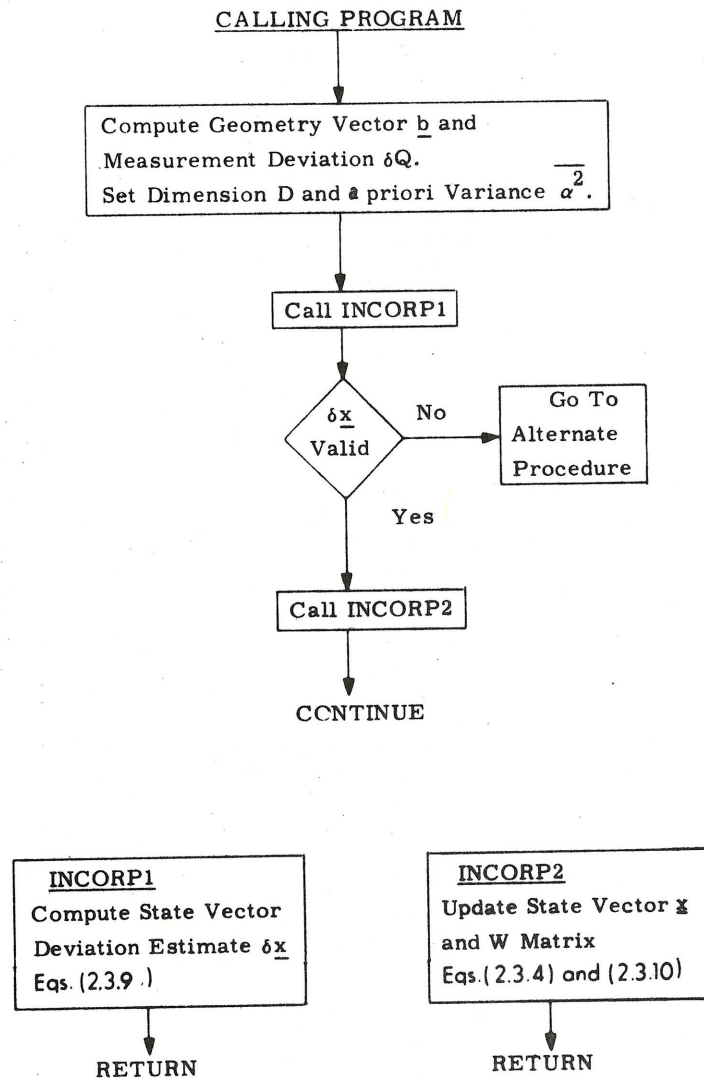 CALLING PROGRAM
Compute Geometry Vector b and
Measurement Deviation δQ.
Set Dimension D and a priori Variance α².
Call INCORP1
δx
Valid
No
Go To
Alternate
Procedure
Yes
Call INCORP2
CONTINUE
INCORP1
Compute State Vector
Deviation Estimate δx
Eqs. (2.3.9 .)
RETURN
INCORP2
Update State Vector x
and W Matrix
Eqs. (2.3.4) and (2.3.10)
RETURN